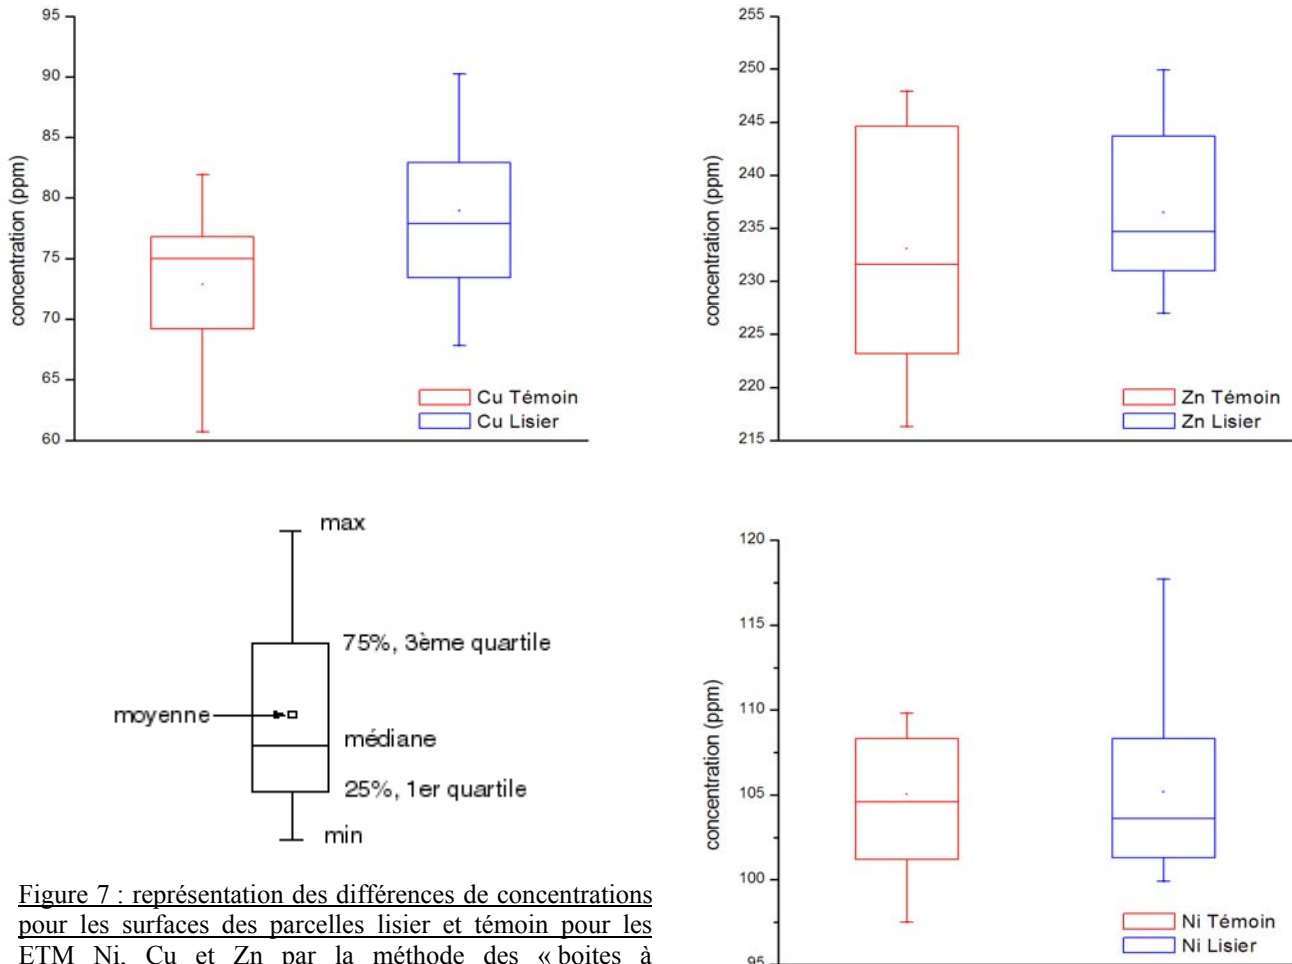 95
90
85
80
75
70
65
60
concentration (ppm)
Cu Témoin
Cu Lisier
255
250
245
240
235
230
225
220
215
concentration (ppm)
Zn Témoin
Zn Lisier
max
75%, 3ème quartile
moyenne
médiane
25%, 1er quartile
min
120
115
110
105
100
95
concentration (ppm)
Ni Témoin
Ni Lisier
Figure 7 : représentation des différences de concentrations
pour les surfaces des parcelles lisier et témoin pour les
ETM Ni, Cu et Zn par la méthode des « boites à